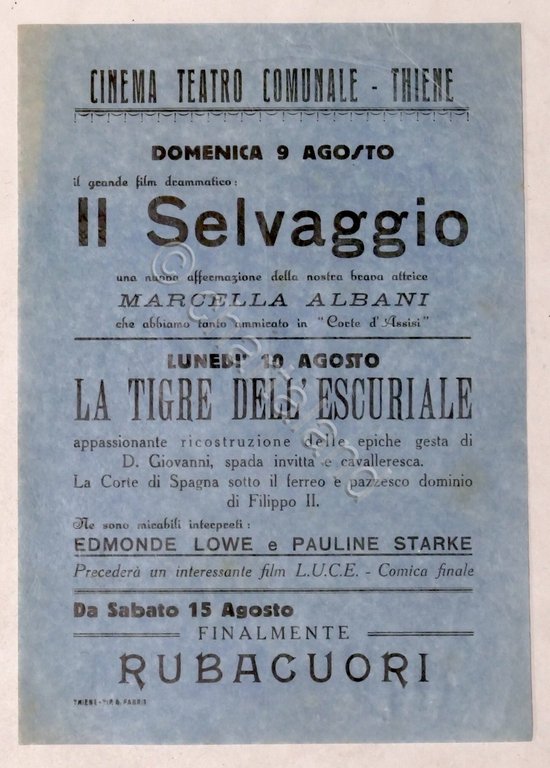 CINEMA TEATRO COMUNALE - THIENE
DOMENICA 9 AGOSTO
il grande film drammatico:
Il Selvaggio
una nuova affermazione della nostra brava attrice
MARCELLA ALBANI
che abbiamo tanto ammirato in "Corte d'Assisi"
LUNEDI' 10 AGOSTO
LA TIGRE DELL'ESCURIALE
appassionante ricostruzione delle epiche gesta di
D. Giovanni, spada invitta e cavalleresca.
La Corte di Spagna sotto il ferreo e pazzesco dominio
di Filippo II.
Ne sono mirabili interpreti:
EDMONDE LOWE e PAULINE STARKE
Precederà un interessante film L.U.C.E. - Comica finale
Da Sabato 15 Agosto
FINALMENTE
RUBACUORI
THIENE - TIP. G. FABRIS